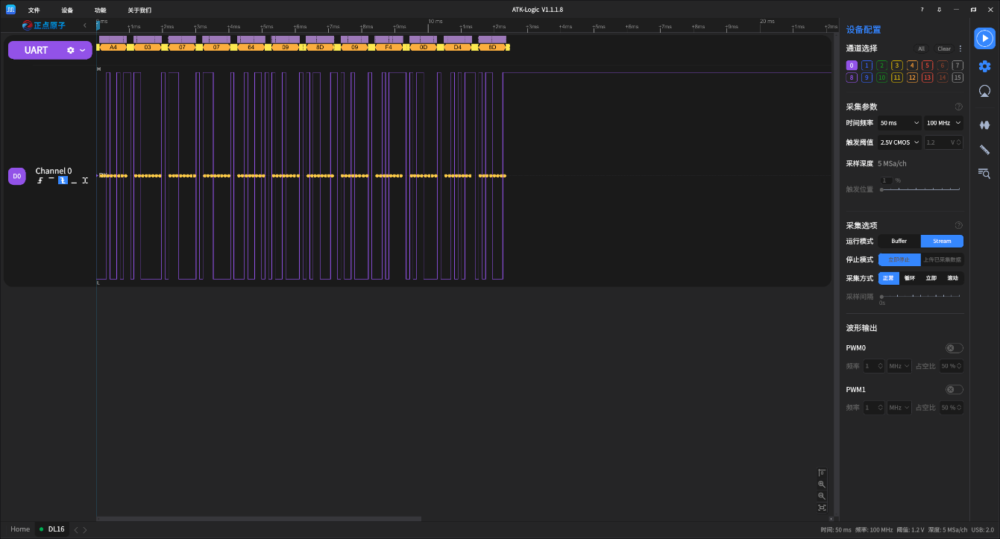 文件 设备 功能 关于我们 ATK-Logic V1.1.1.8 ?
正点原子
ms +1ms +2ms +3ms +4ms +5ms +6ms +7ms +8ms +9ms 10 ms +1ms +2ms +3ms +4ms +5ms +6ms +7ms +8ms +9ms 20 ms +1ms +2ms
UART A4 03 07 07 64 09 8D 09 F4 0D D4 8D
H
D0 Channel 0
L
设备配置
通道选择 All Clear
0 1 2 3 4 5 6 7
8 9 10 11 12 13 14 15
采集参数 ?
时间频率 50 ms 100 MHz
触发阈值 2.5V CMOS 1.2 V
采样深度 5 MSa/ch
1 %
触发位置
采集选项 ?
运行模式 Buffer Stream
停止模式 立即停止 上传已采集数据
采集方式 正常 循环 立即 滚动
采样间隔
0s
波形输出
PWM0
频率 1 MHz 占空比 50 %
PWM1
频率 1 MHz 占空比 50 %
Home DL16
时间: 50 ms 频率: 100 MHz 阈值: 1.2 V 深度: 5 MSa/ch USB: 2.0